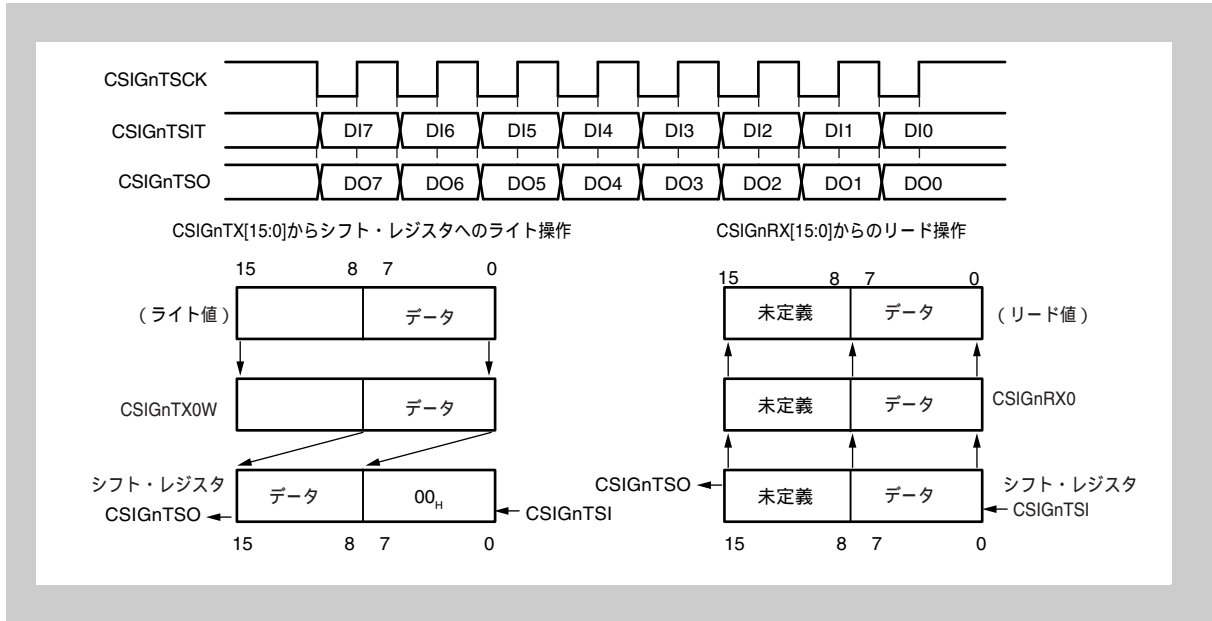 CSIGnTSCK
CSIGnTSIT DI7 DI6 DI5 DI4 DI3 DI2 DI1 DI0
CSIGnTSO DO7 DO6 DO5 DO4 DO3 DO2 DO1 DO0
CSIGnTX[15:0]からシフト・レジスタへのライト操作
15 8 7 0
(ライト値) データ
CSIGnTX0W データ
シフト・レジスタ データ 00H
CSIGnTSO CSIGnTSI
15 8 7 0
CSIGnRX[15:0]からのリード操作
15 8 7 0
未定義 データ (リード値)
未定義 データ CSIGnRX0
CSIGnTSO 未定義 データ シフト・レジスタ
CSIGnTSI
15 8 7 0